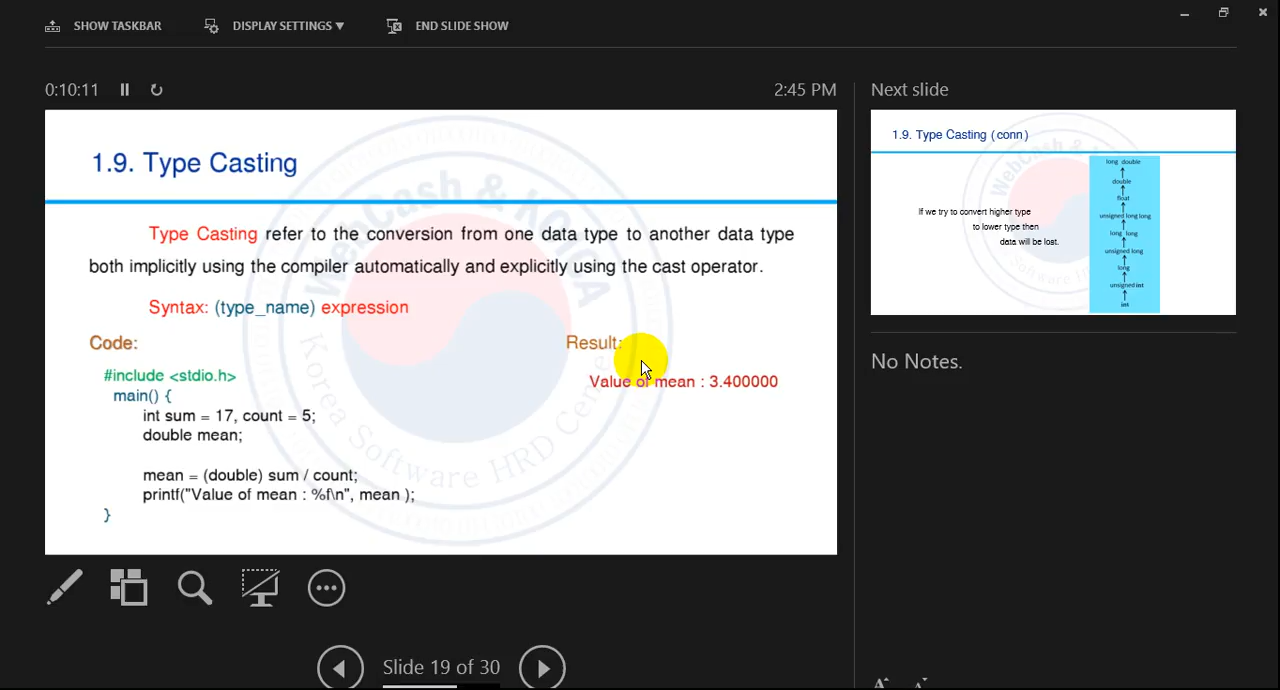 SHOW TASKBAR
DISPLAY SETTINGS ▼
END SLIDE SHOW
0:10:11
2:45 PM
1.9. Type Casting
Type Casting refer to the conversion from one data type to another data type
both implicitly using the compiler automatically and explicitly using the cast operator.
Syntax: (type_name) expression
Code:
Result:
#include <stdio.h>
main() {
int sum = 17, count = 5;
double mean;
mean = (double) sum / count;
printf("Value of mean : %f\n", mean );
}
Value of mean : 3.400000
WebCash & KOICA
Korea Software HRD Center
Slide 19 of 30
Next slide
1.9. Type Casting (conn)
If we try to convert higher type
to lower type then
data will be lost.
long double
double
float
unsigned long long
long long
unsigned long
long
unsigned int
int
No Notes.